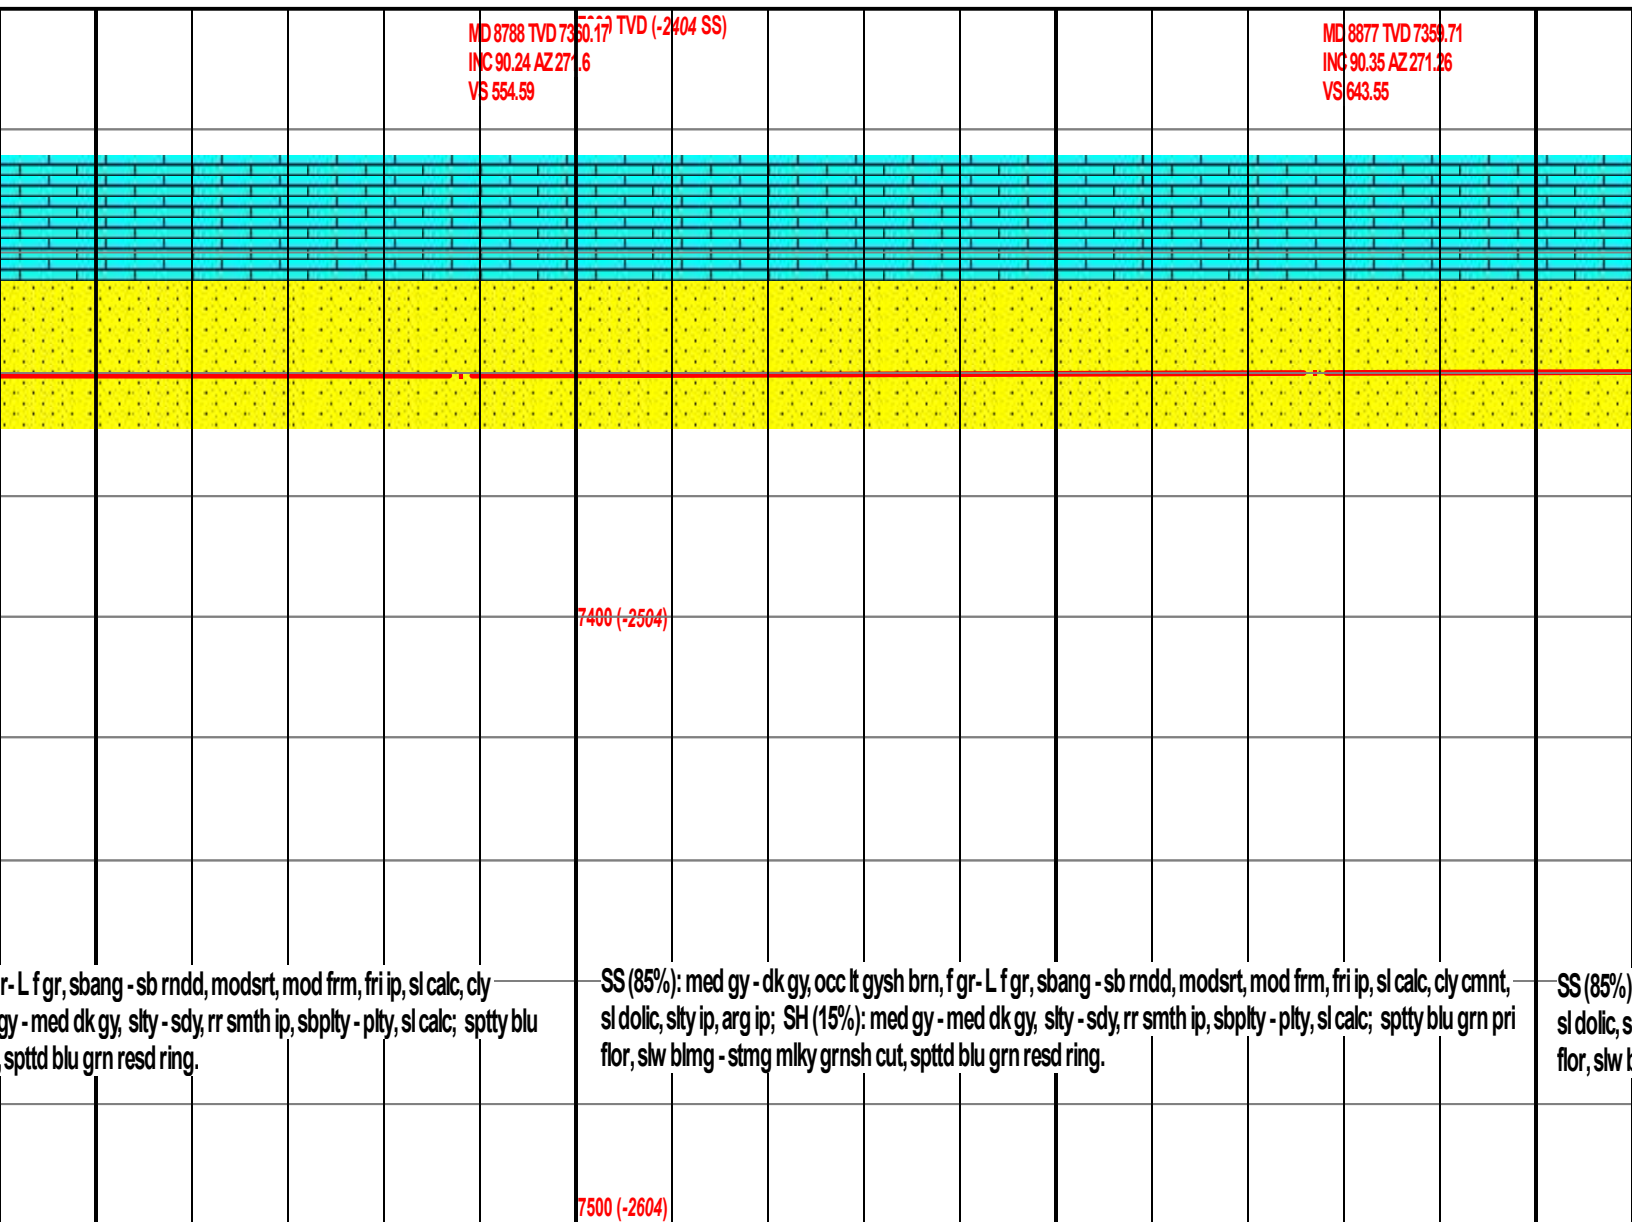 MD 8788 TVD 7360.17
INC 90.24 AZ 271.6
VS 554.59
TVD (-2404 SS)
MD 8877 TVD 7359.71
INC 90.35 AZ 271.26
VS 643.55
7400 (-2504)
r- L f gr, sbang - sb rndd, modsrt, mod frm, fri ip, sl calc, cly
gy - med dk gy, slty - sdy, rr smth ip, sbplty - plty, sl calc; sptty blu
, spttd blu grn resd ring.
SS (85%): med gy - dk gy, occ lt gysh brn, f gr- L f gr, sbang - sb rndd, modsrt, mod frm, fri ip, sl calc, cly cmnt,
sl dolic, slty ip, arg ip; SH (15%): med gy - med dk gy, slty - sdy, rr smth ip, sbplty - plty, sl calc; sptty blu grn pri
flor, slw blmg - stmg mlky grnsh cut, spttd blu grn resd ring.
SS (85%)
sl dolic, s
flor, slw b
7500 (-2604)